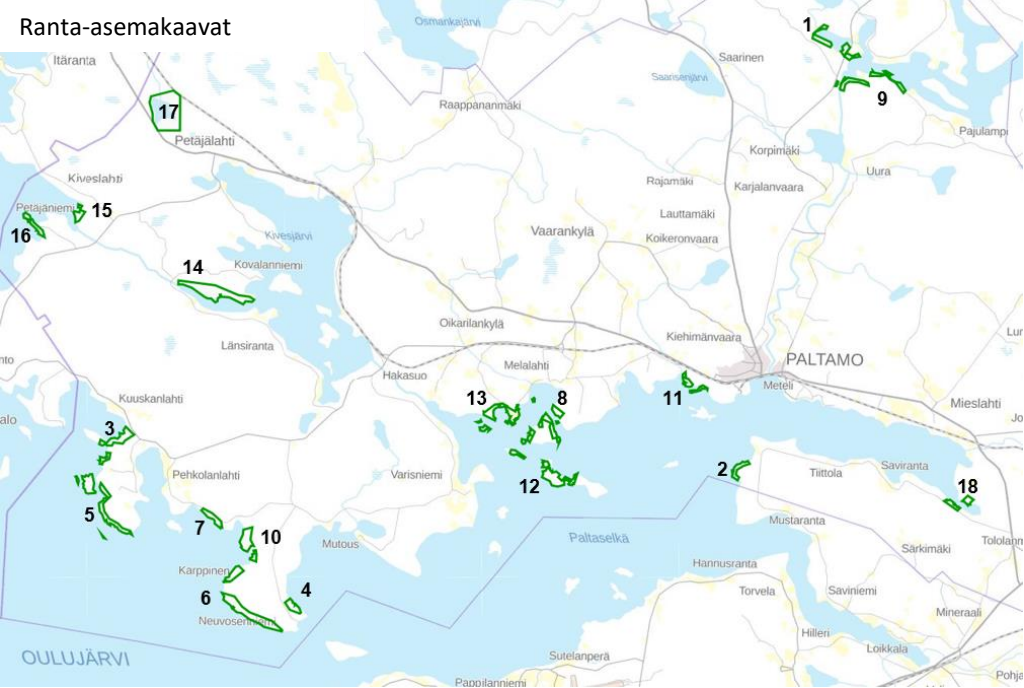 Ranta-asemakaavat
Osmankajärvi
1
Itäranta
Saarinen
Saarisenjärvi
9
Raappananmäki
17
Petäjälahti
Pajulampi
Korpimäki
Uura
Kiveslahti
Rajamäki
Karjalanvaara
Petäjäniemi
15
Lauttamäki
16
Kivesjärvi
Vaarankylä
Koikeronvaara
14
Kovalanniemi
Oikarilankylä
Kiehimänvaara
Länsiranta
PALTAMO
Melalahti
Hakasuo
Meteli
Kuuskanlahti
13
8
11
Mieslahti
3
Pehkolanlahti
Varisniemi
2
Tiittola
Saviranta
12
18
5
7
Mustaranta
10
Mutous
Paltaselkä
Särkimäki
Karppinen
Hannusranta
6
4
Torvela
Saviniemi
Neuvosenniemi
Mineraali
Hilleri
Loikkala
OULUJÄRVI
Sutelanperä
Pappilanniemi